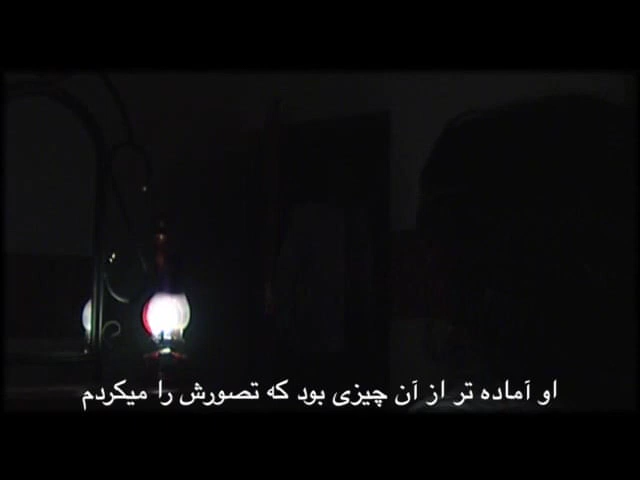 او آماده تر از آن چیزی بود که تصورش را میکردم